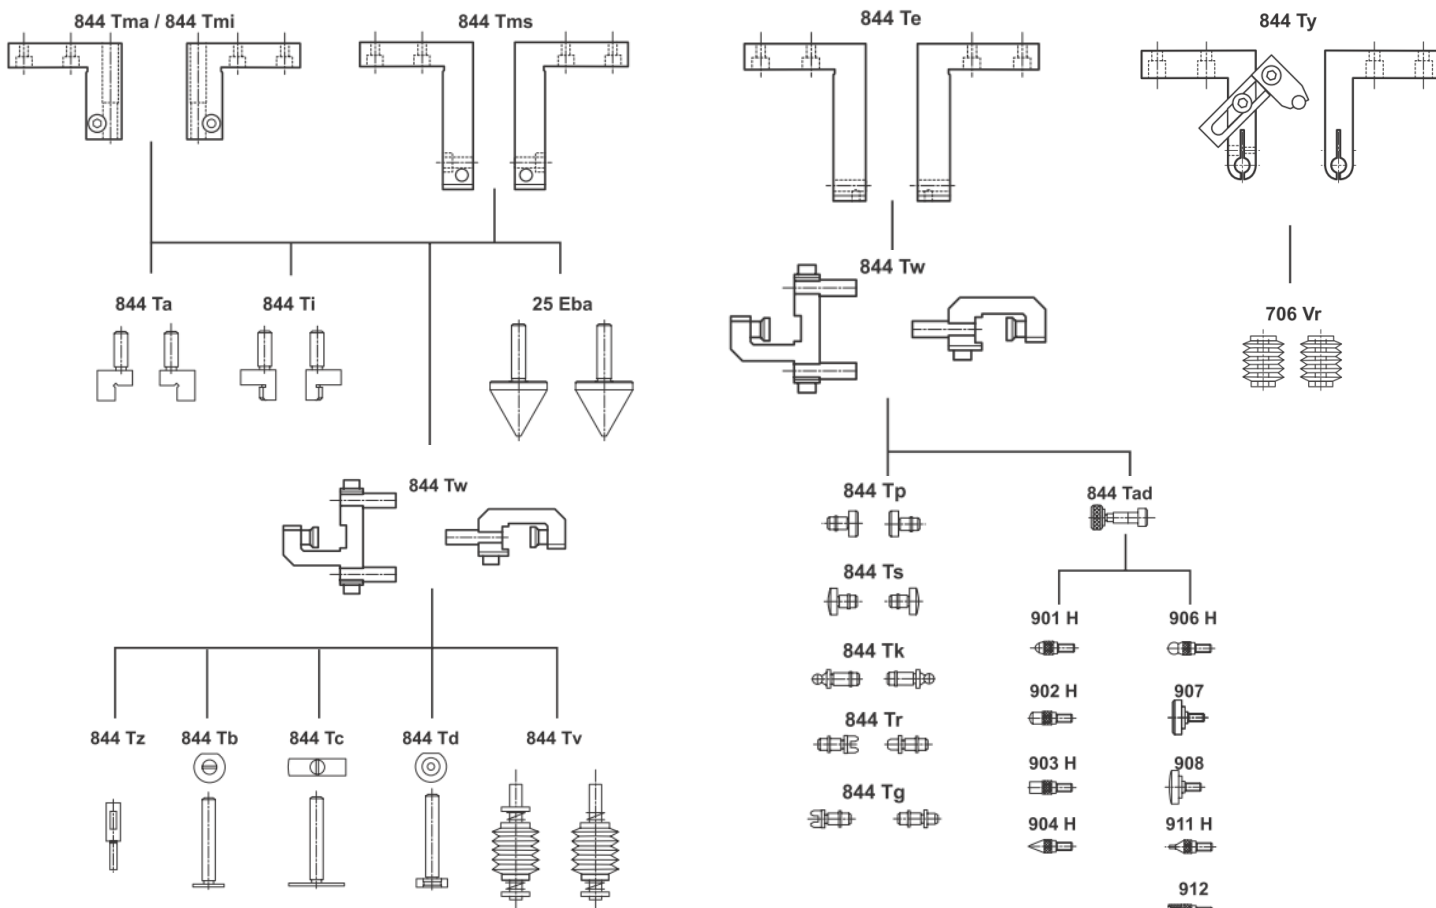 844 Tma / 844 Tmi
844 Tms
844 Te
844 Ty
844 Ta
844 Ti
25 Eba
844 Tw
706 Vr
844 Tw
844 Tp
844 Tad
844 Ts
844 Tk
844 Tr
844 Tg
901 H
906 H
902 H
907
903 H
908
904 H
911 H
912
844 Tz
844 Tb
844 Tc
844 Td
844 Tv